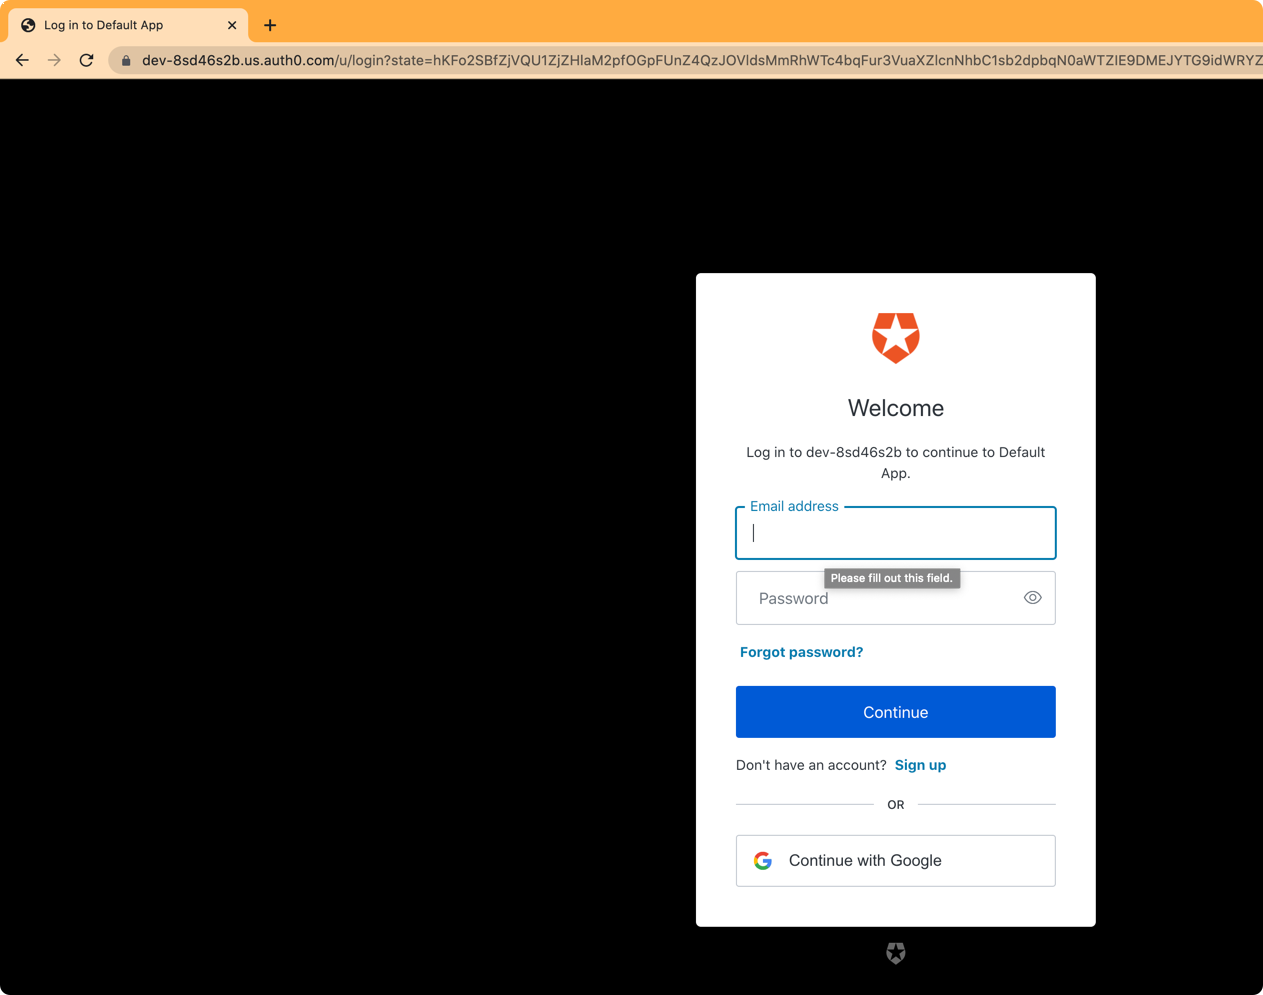 Log in to Default App
dev-8sd46s2b.us.auth0.com/u/login?state=hKFo2SBfZjVQU1ZjZHlaM2pfOGpFUnZ4QzJOVldsMmRhWTc4bqFur3VuaXZlcnNhbC1sb2dpbqN0aWTZIE9DMEJYTG9idWRYZ
Welcome
Log in to dev-8sd46s2b to continue to Default
App.
Email address
Please fill out this field.
Password
Forgot password?
Continue
Don't have an account? Sign up
OR
Continue with Google